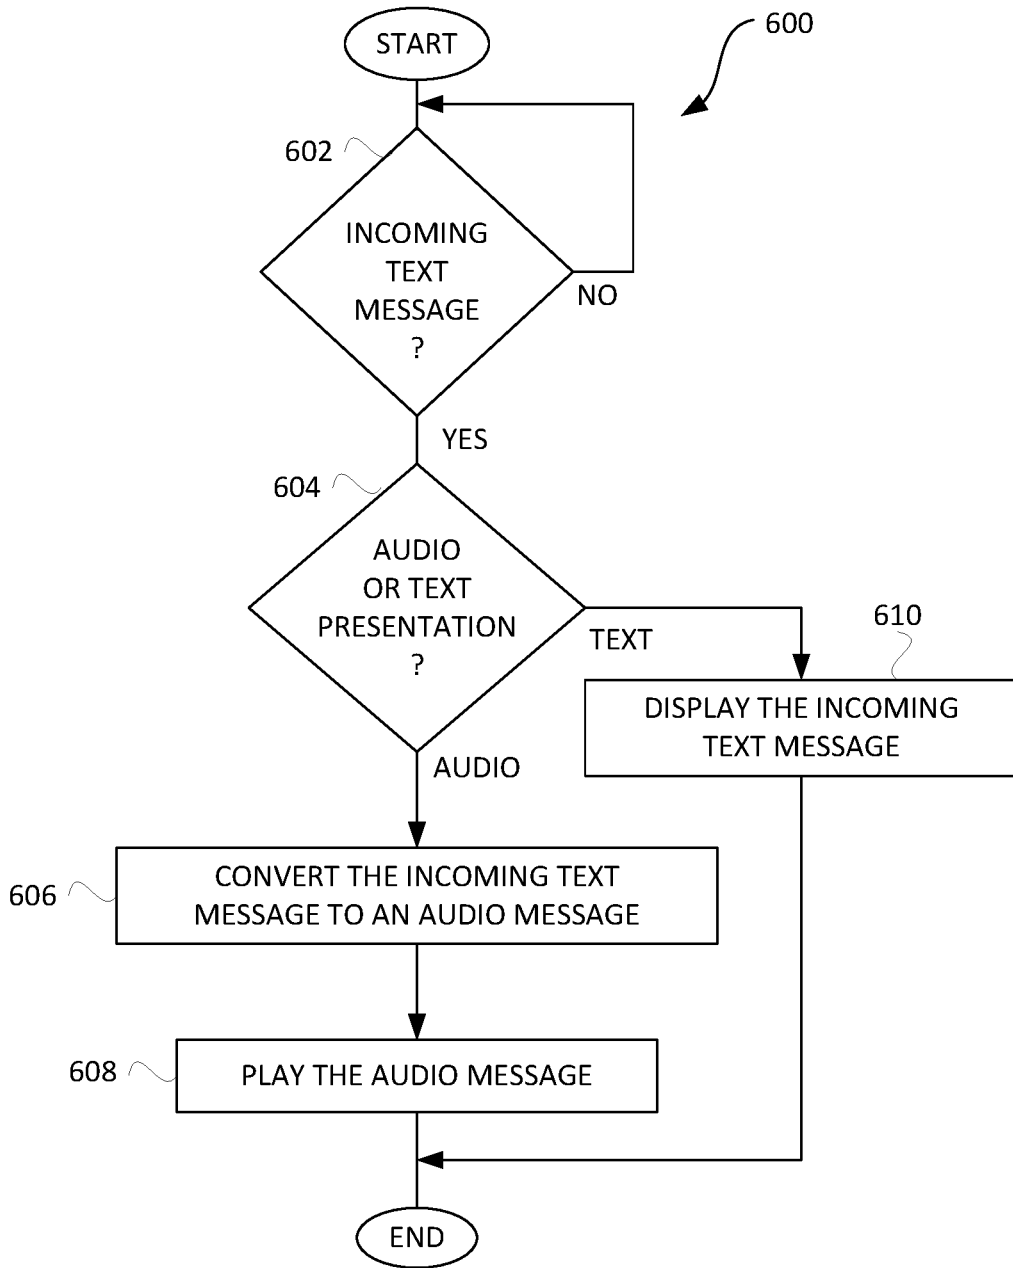 START
600
602
INCOMING
TEXT
MESSAGE
?
NO
YES
604
AUDIO
OR TEXT
PRESENTATION
?
TEXT
610
DISPLAY THE INCOMING
TEXT MESSAGE
AUDIO
606
CONVERT THE INCOMING TEXT
MESSAGE TO AN AUDIO MESSAGE
608
PLAY THE AUDIO MESSAGE
END